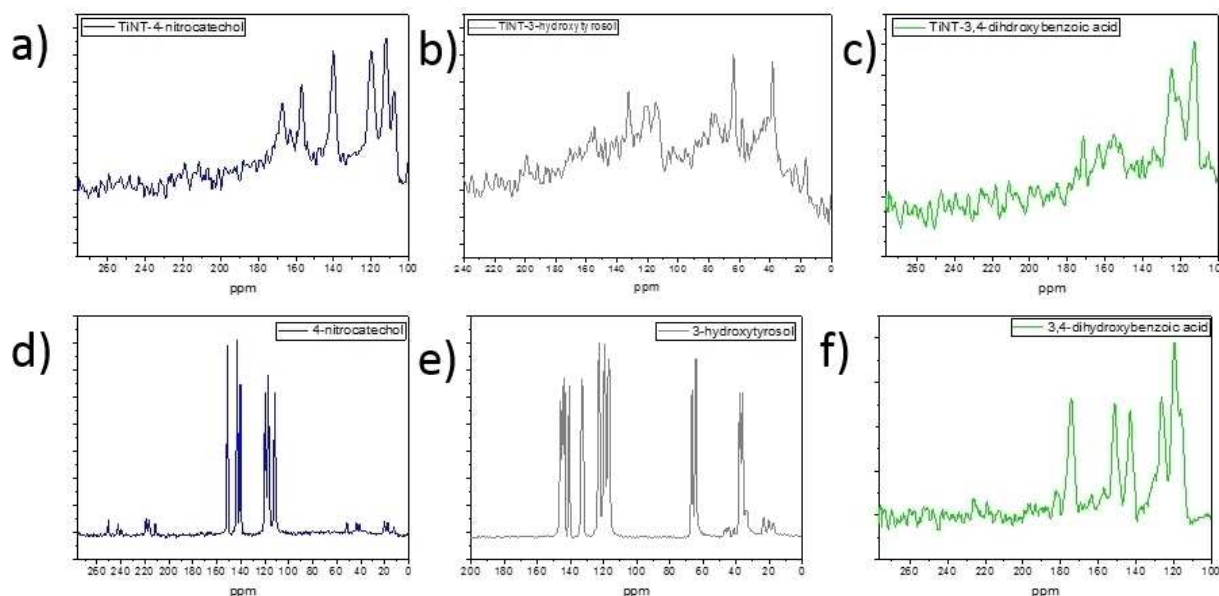 a)
TiNT-4-nitrocatechol
260 240 220 200 180 160 140 120 100
ppm
b)
TiNT-3-hydroxytyrosol
240 220 200 180 160 140 120 100 80 60 40 20 0
ppm
c)
TiNT-3,4-dihdroxybenzoic acid
260 240 220 200 180 160 140 120 100
ppm
d)
4-nitrocatechol
260 240 220 200 180 160 140 120 100 80 60 40 20 0
ppm
e)
3-hydroxytyrosol
200 180 160 140 120 100 80 60 40 20 0
ppm
f)
3,4-dihydroxybenzoic acid
260 240 220 200 180 160 140 120 100
ppm